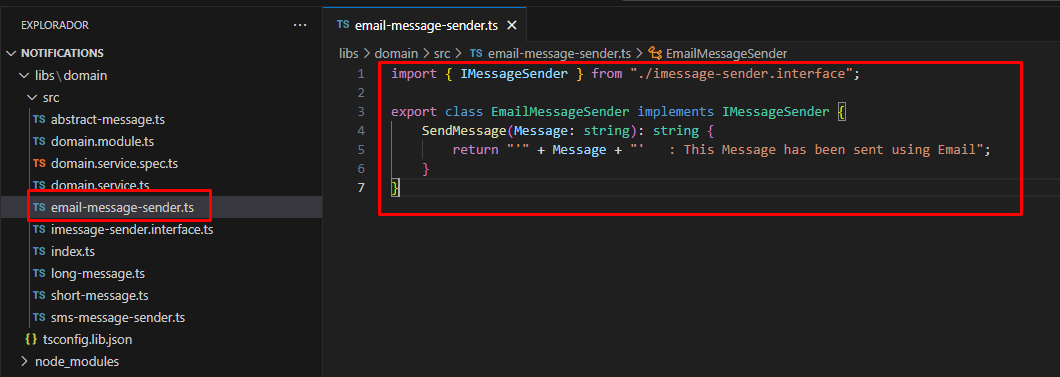 EXPLORADOR ...
NOTIFICATIONS
libs\domain
src
TS abstract-message.ts
TS domain.module.ts
TS domain.service.spec.ts
TS domain.service.ts
TS email-message-sender.ts
TS imessage-sender.interface.ts
TS index.ts
TS long-message.ts
TS short-message.ts
TS sms-message-sender.ts
{} tsconfig.lib.json
node_modules
TS email-message-sender.ts ×
libs > domain > src > TS email-message-sender.ts > EmailMessageSender
1 import { IMessageSender } from "./imessage-sender.interface";
2
3 export class EmailMessageSender implements IMessageSender {
4     SendMessage(Message: string): string {
5         return "'" + Message + "'   : This Message has been sent using Email";
6     }
7 }